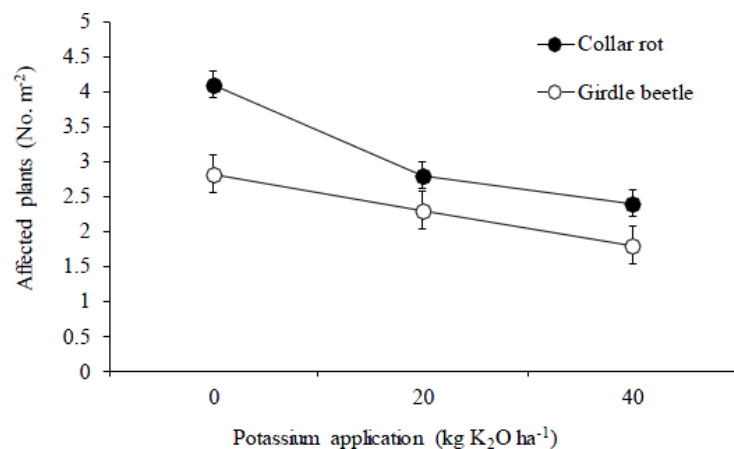 Affected plants (No. m⁻²)
5
4.5
4
3.5
3
2.5
2
1.5
1
0.5
0
Collar rot
Girdle beetle
0 20 40
Potassium application (kg K₂O ha⁻¹)